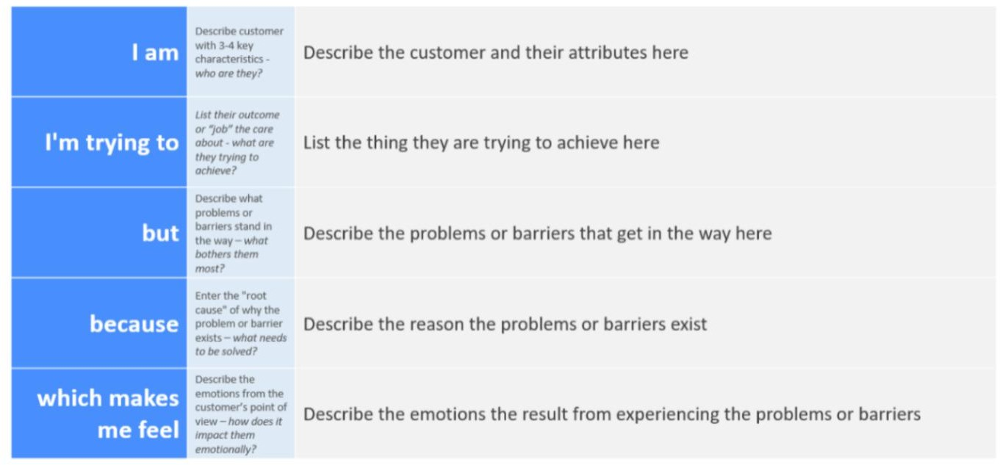 I am
Describe customer
with 3-4 key
characteristics -
who are they?
Describe the customer and their attributes here
I'm trying to
List their outcome
or "job" the care
about - what are
they trying to
achieve?
List the thing they are trying to achieve here
but
Describe what
problems or
barriers stand in
the way – what
bothers them
most?
Describe the problems or barriers that get in the way here
because
Enter the "root
cause" of why the
problem or barrier
exists – what needs
to be solved?
Describe the reason the problems or barriers exist
which makes
me feel
Describe the
emotions from the
customer's point of
view – how does it
impact them
emotionally?
Describe the emotions the result from experiencing the problems or barriers